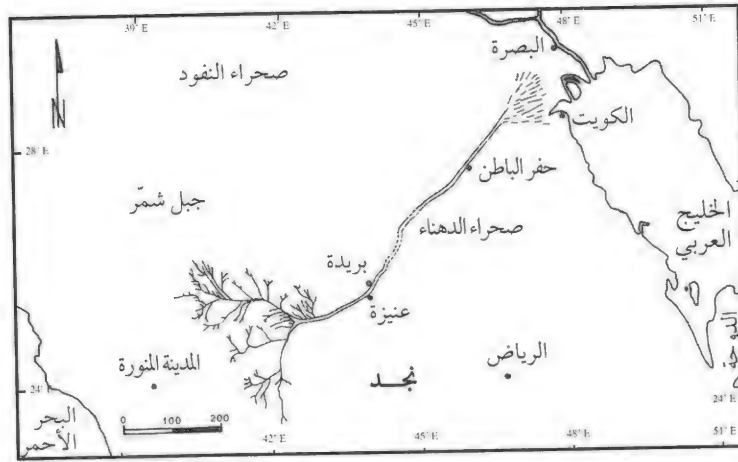 39° E
42° E
45° E
48° E
51° E
البصرة
صحراء النفود
الكويت
28° E
حفر الباطن
جبل شمّر
الخليج
العربي
صحراء الدهناء
بريدة
عنيزة
الدوحة
المدينة المنورة
نجد
الرياض
24° E
24° E
البحر
الأحمر
0 100 200
42° E
45° E
48° E
51° E
N